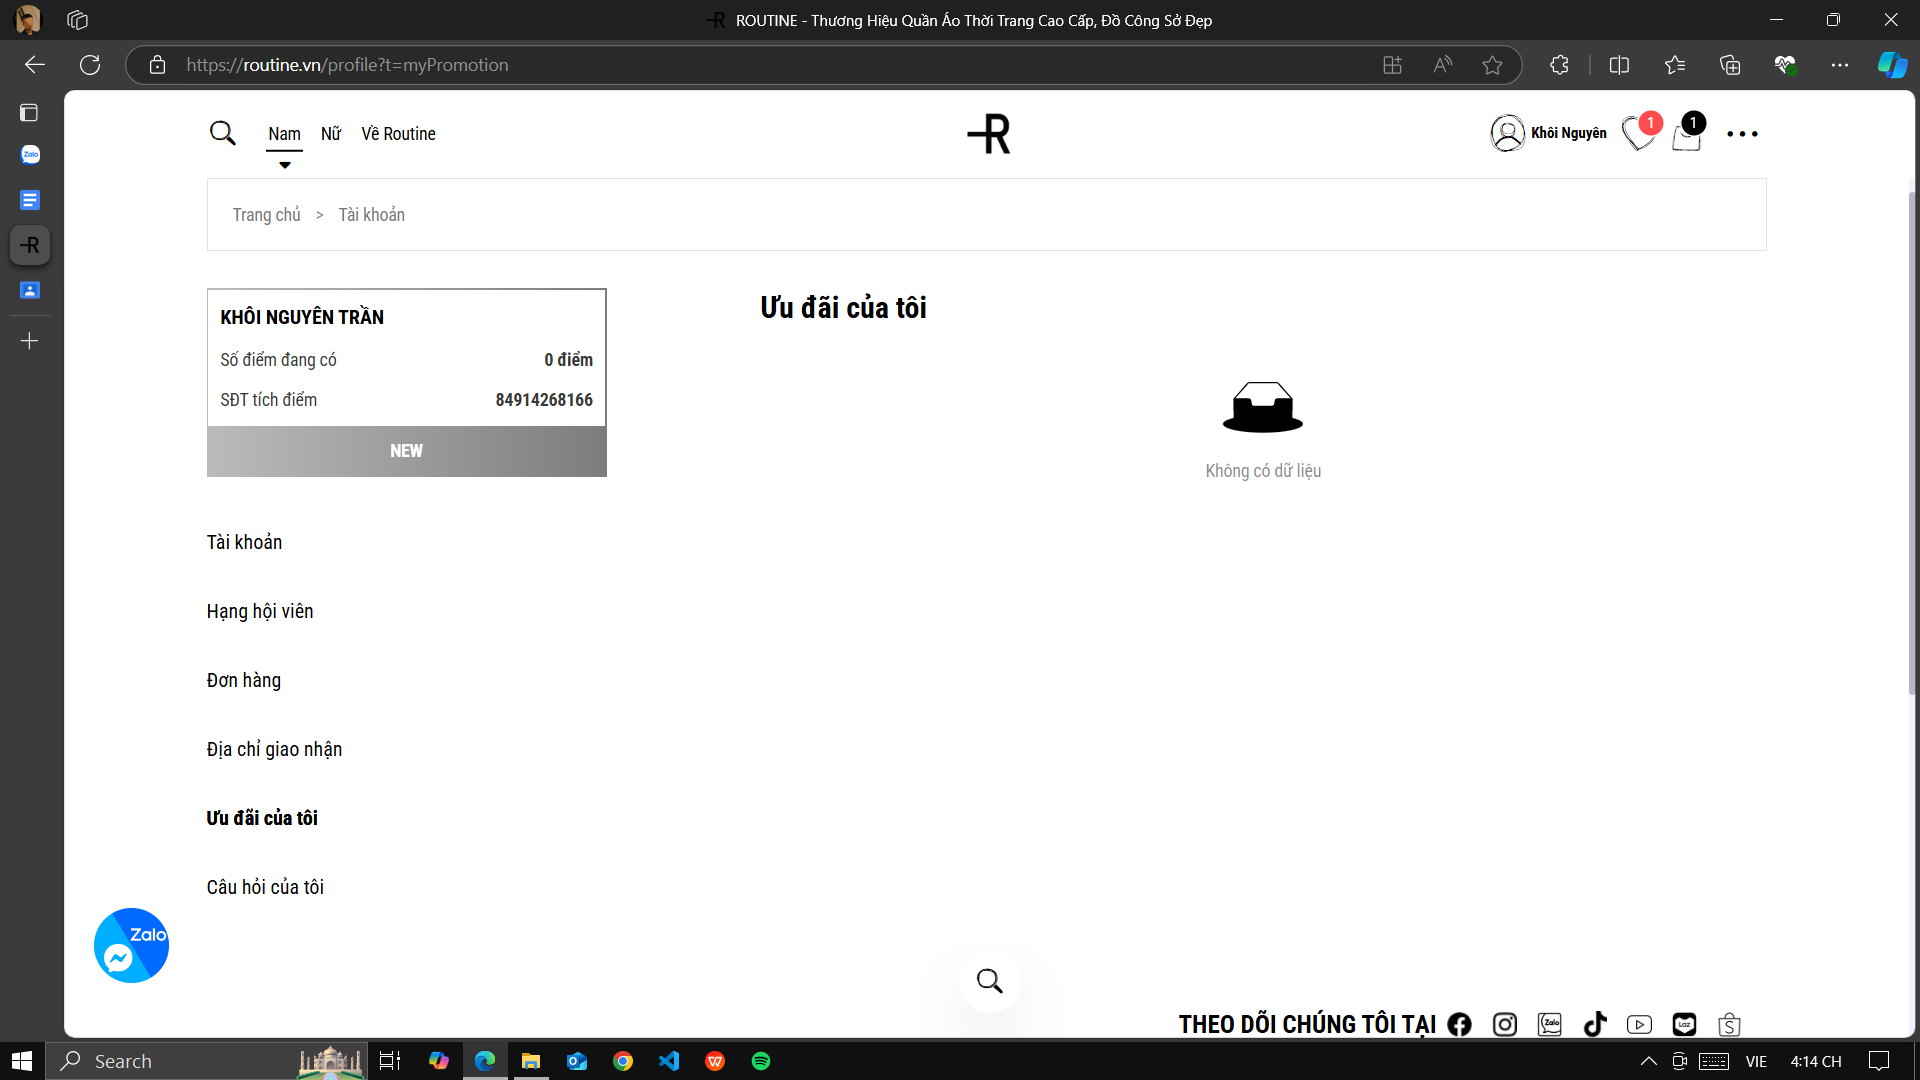 ROUTINE - Thương Hiệu Quần Áo Thời Trang Cao Cấp, Đồ Công Sở Đẹp
https://routine.vn/profile?t=myPromotion
Nam Nữ Về Routine
R
Khôi Nguyên 1 1
Trang chủ > Tài khoản
KHÔI NGUYÊN TRẦN
Số điểm đang có 0 điểm
SĐT tích điểm 84914268166
NEW
Tài khoản
Hạng hội viên
Đơn hàng
Địa chỉ giao nhận
Ưu đãi của tôi
Câu hỏi của tôi
Ưu đãi của tôi
Không có dữ liệu
Zalo
THEO DÕI CHÚNG TÔI TẠI
Search
VIE 4:14 CH